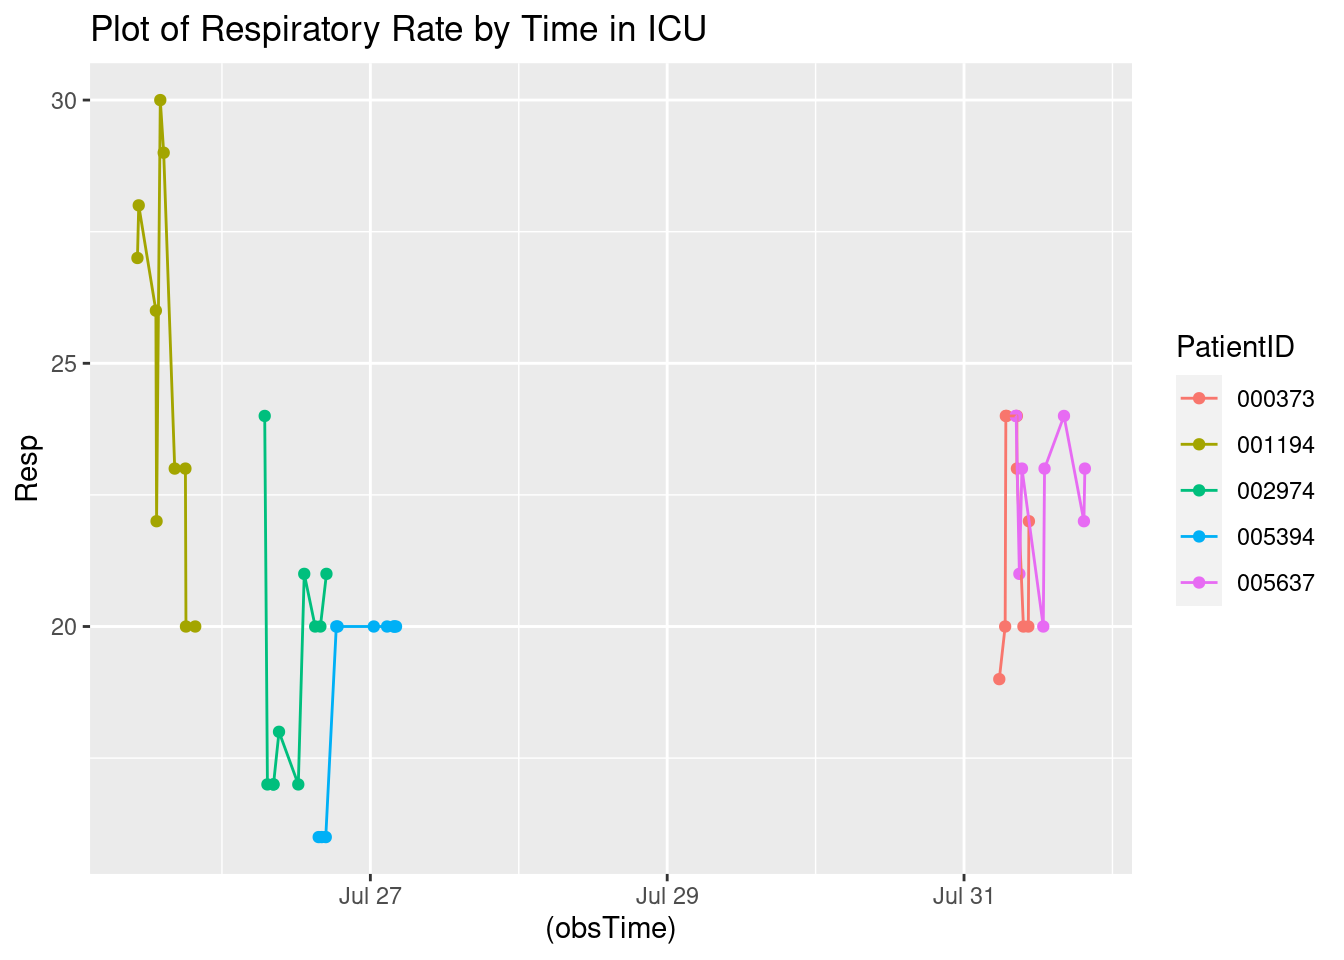 Plot of Respiratory Rate by Time in ICU
30
25
20
Resp
Jul 27
Jul 29
Jul 31
(obsTime)
PatientID
000373
001194
002974
005394
005637